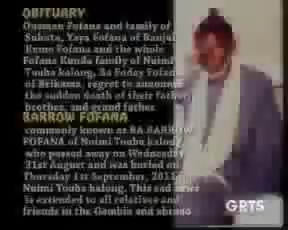 OBITUARY
Ousman Fofana and family of
Sukuta, Yaya Fofana of Banjul
Fofana and the whole
Fofana Kunda family of Nuimi
Touba kalong, Ba Foday Fofana
of Brikama, regret to announce
the sudden death of their father,
brother, and grand father
BARROW FOFANA
commonly known as BA BARROW
FOFANA of Nuimi Touba kalong
who passed away on Wednesday
31st August and was buried on
Thursday 1st September, 2011
Nuimi Touba kalong. This sad news
is extended to all relatives and
friends in the Gambia and abroad
GRTS